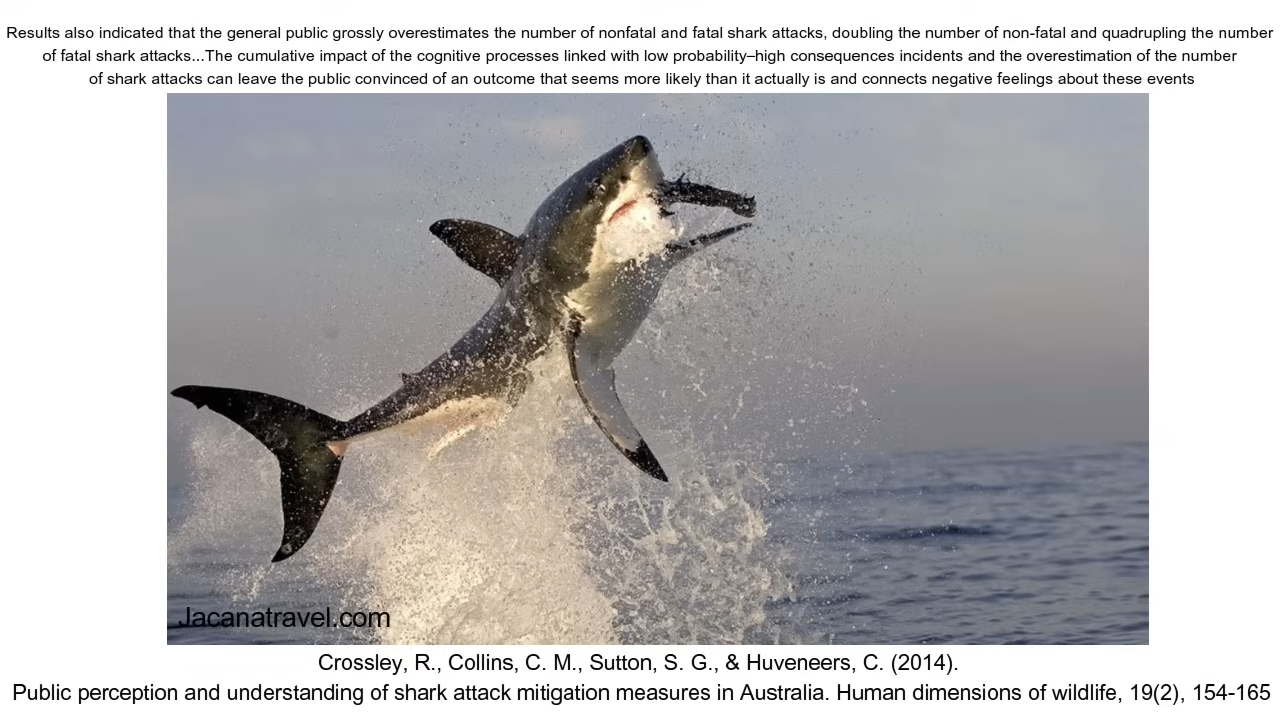 Results also indicated that the general public grossly overestimates the number of nonfatal and fatal shark attacks, doubling the number of non-fatal and quadrupling the number
of fatal shark attacks...The cumulative impact of the cognitive processes linked with low probability–high consequences incidents and the overestimation of the number
of shark attacks can leave the public convinced of an outcome that seems more likely than it actually is and connects negative feelings about these events
Jacanatravel.com
Crossley, R., Collins, C. M., Sutton, S. G., & Huveneers, C. (2014).
Public perception and understanding of shark attack mitigation measures in Australia. Human dimensions of wildlife, 19(2), 154-165